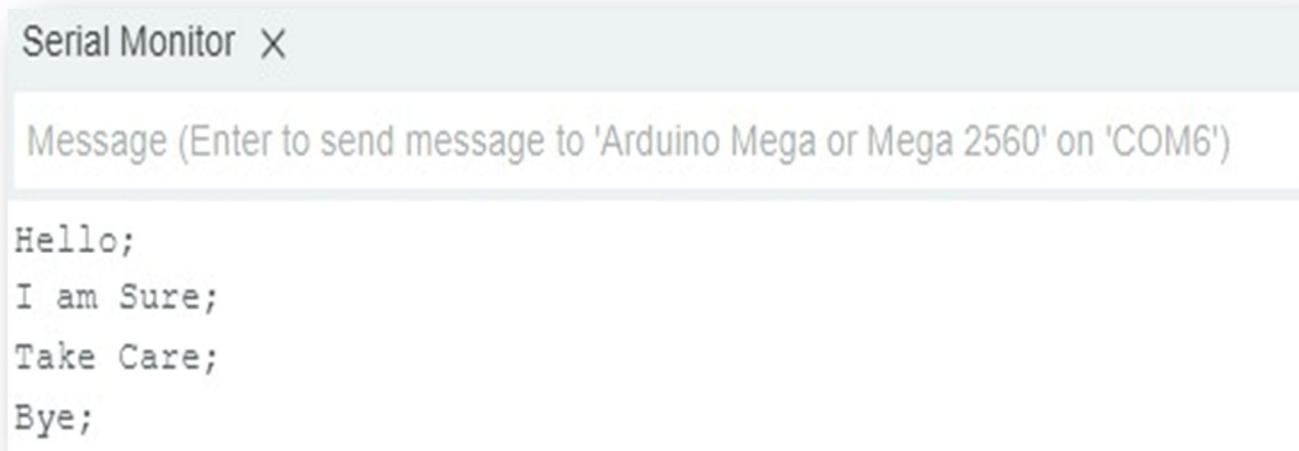 Serial Monitor X
Message (Enter to send message to 'Arduino Mega or Mega 2560' on 'COM6')
Hello;
I am Sure;
Take Care;
Bye;